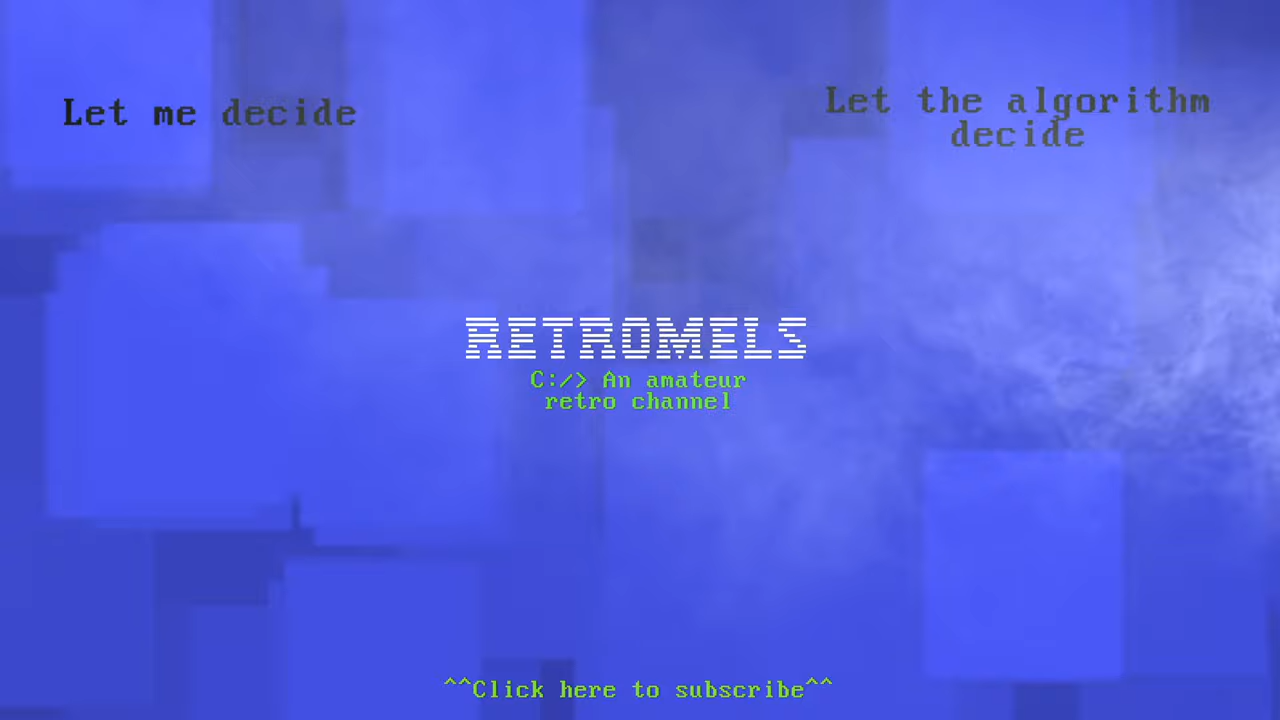 Let me decide
Let the algorithm
decide
RETROMELS
C:/> An amateur
retro channel
^^Click here to subscribe^^